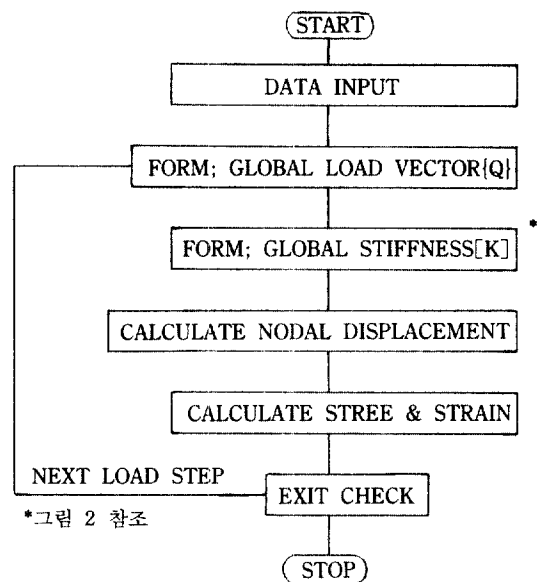 START
DATA INPUT
FORM; GLOBAL LOAD VECTOR{Q}
*
FORM; GLOBAL STIFFNESS[K]
CALCULATE NODAL DISPLACEMENT
CALCULATE STREE & STRAIN
NEXT LOAD STEP
EXIT CHECK
*그림 2 참조
STOP